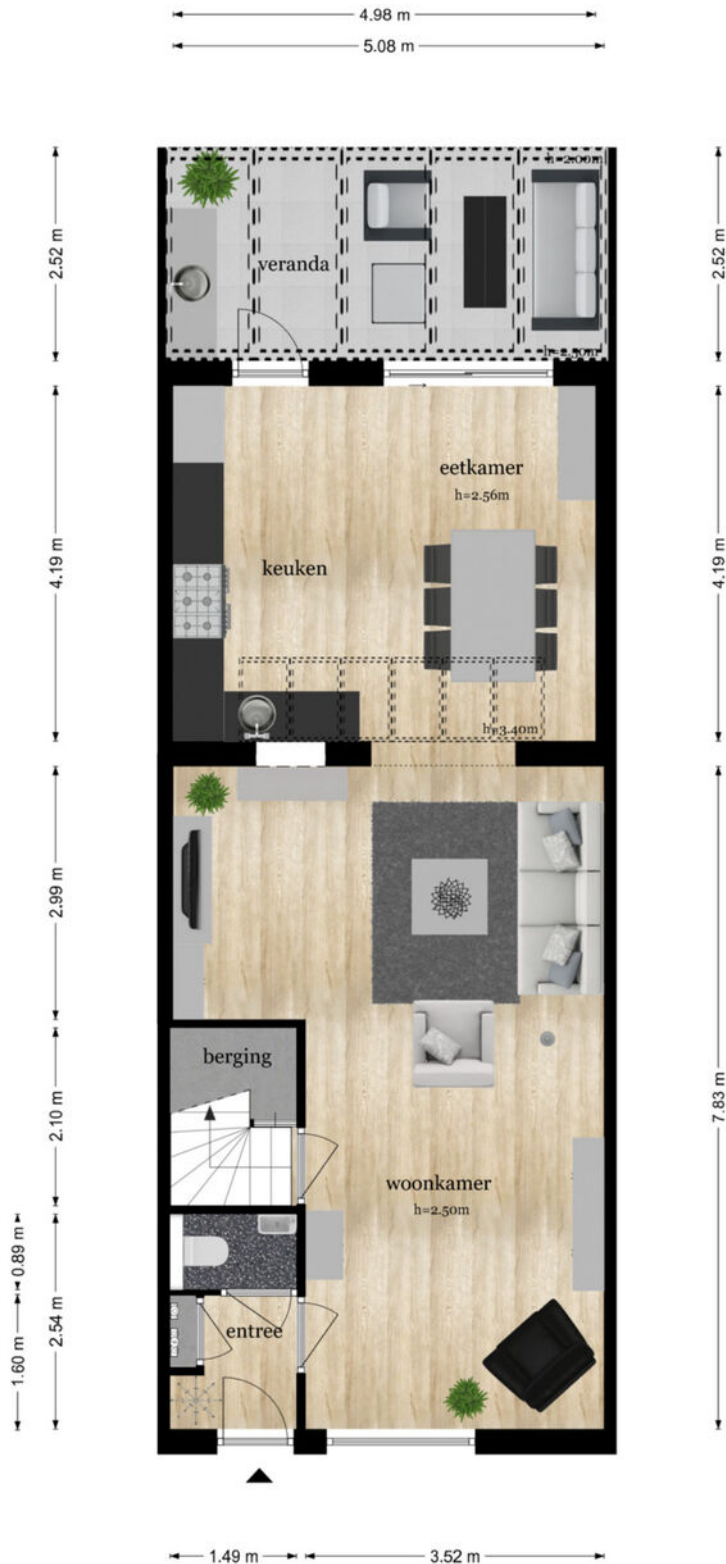 4.98 m
5.08 m
h=2.00m
2.52 m
2.52 m
veranda
h=2.50m
eetkamer
h=2.56m
4.19 m
4.19 m
keuken
h=3.40m
2.99 m
berging
7.83 m
2.10 m
woonkamer
h=2.50m
0.89 m
2.54 m
1.60 m
entree
1.49 m
3.52 m